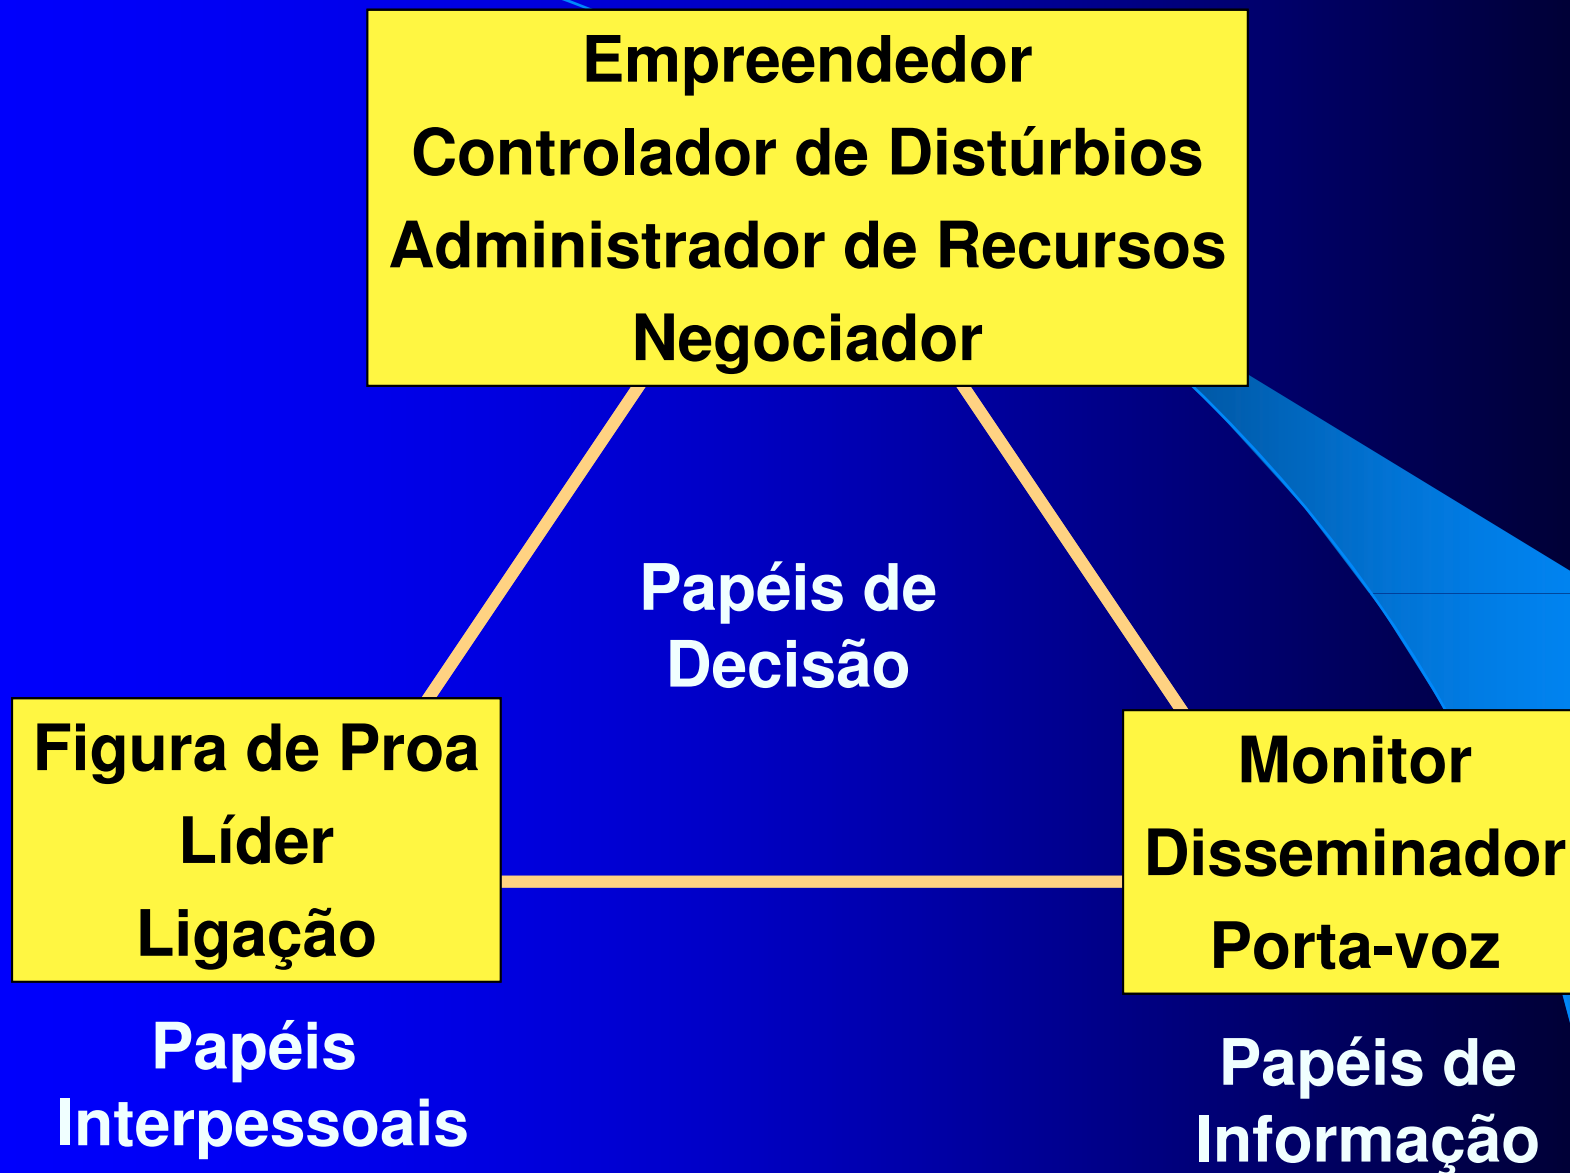 Empreendedor
Controlador de Distúrbios
Administrador de Recursos
Negociador
Papéis de
Decisão
Figura de Proa
Líder
Ligação
Papéis
Interpessoais
Monitor
Disseminador
Porta-voz
Papéis de
Informação